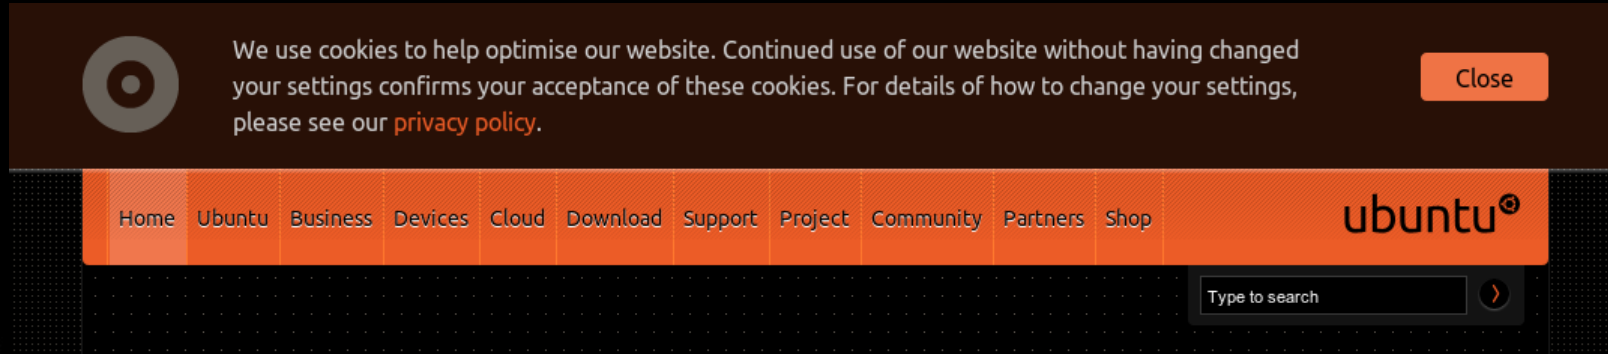 We use cookies to help optimise our website. Continued use of our website without having changed
your settings confirms your acceptance of these cookies. For details of how to change your settings,
please see our privacy policy.
Close
Home Ubuntu Business Devices Cloud Download Support Project Community Partners Shop
ubuntu
Type to search